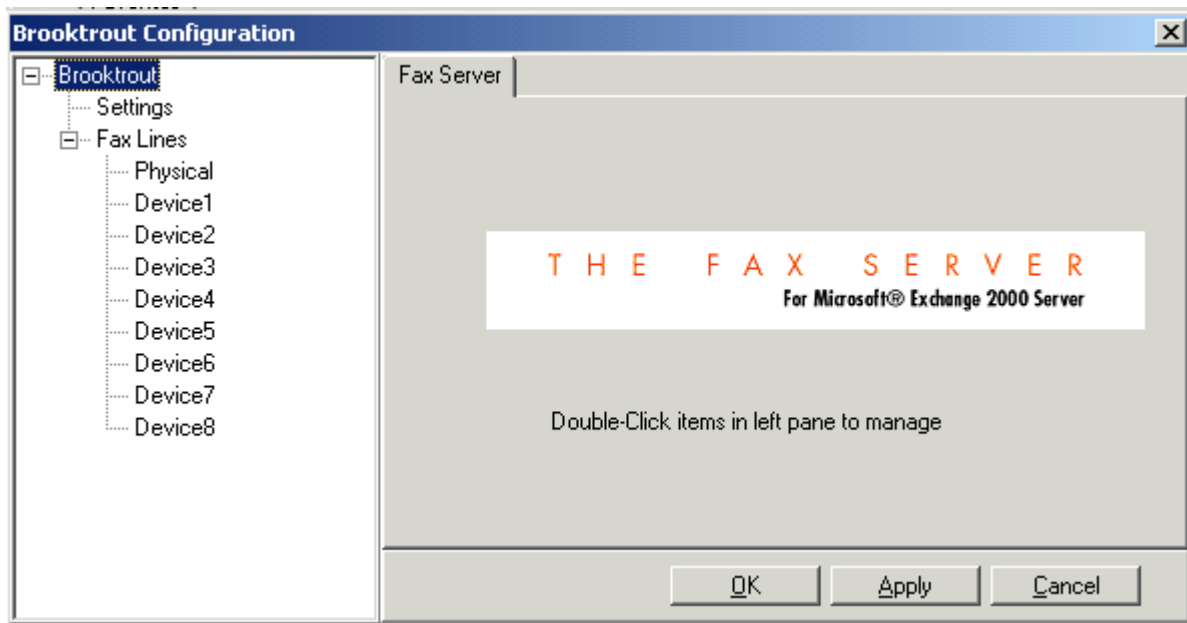 Brooktrout Configuration
Brooktrout
Settings
Fax Lines
Physical
Device1
Device2
Device3
Device4
Device5
Device6
Device7
Device8
Fax Server
THE FAX SERVER
For Microsoft® Exchange 2000 Server
Double-Click items in left pane to manage
OK Apply Cancel